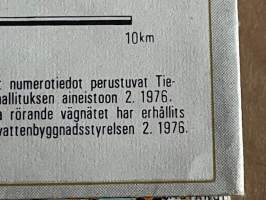 10km
numerotiedot perustuvat Tie-
hallituksen aineistoon 2. 1976.
rörande vägnätet har erhållits
vattenbyggnadsstyrelsen 2. 1976.